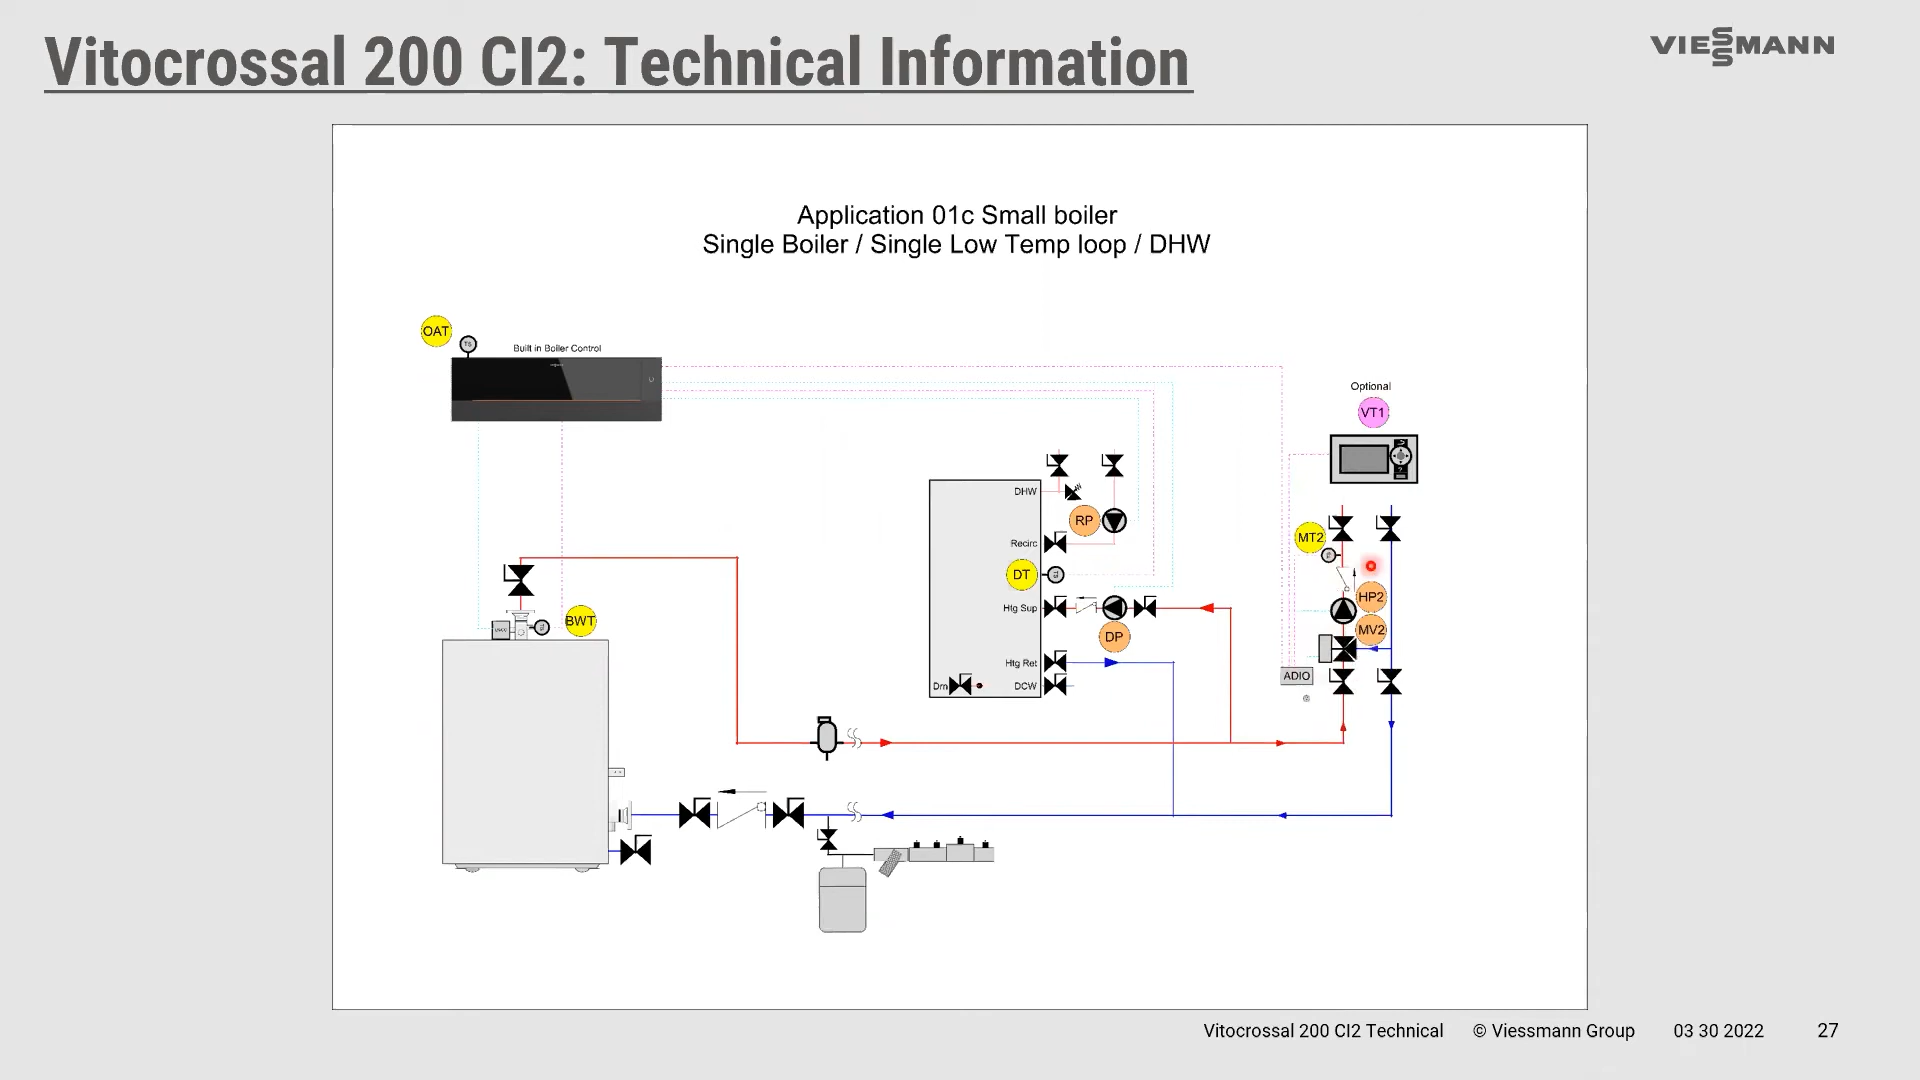 Vitocrossal 200 CI2: Technical Information
VIESSMANN
Application 01c Small boiler
Single Boiler / Single Low Temp loop / DHW
OAT
TS
Built in Boiler Control
Optional
VT1
DHW
RP
MT2
Recirc
DT
HP2
Htg Sup
BWT
MV2
DP
Htg Ret
ADIO
Drn
DCW
Vitocrossal 200 CI2 Technical
© Viessmann Group
03 30 2022
27